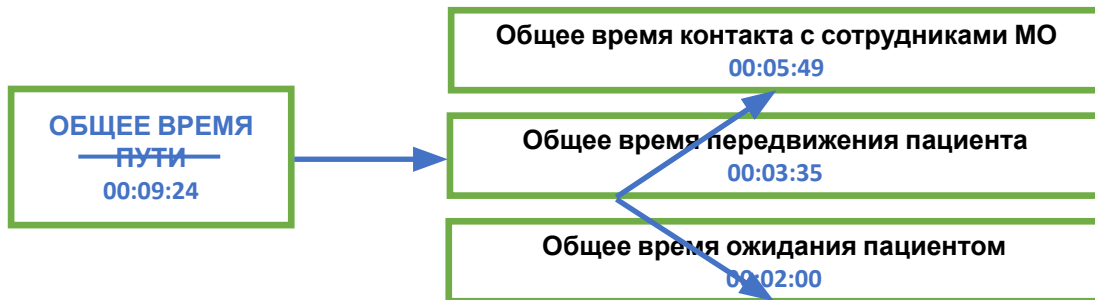 Общее время контакта с сотрудниками МО
00:05:49
ОБЩЕЕ ВРЕМЯ
ПУТИ
00:09:24
Общее время передвижения пациента
00:03:35
Общее время ожидания пациентом
00:02:00